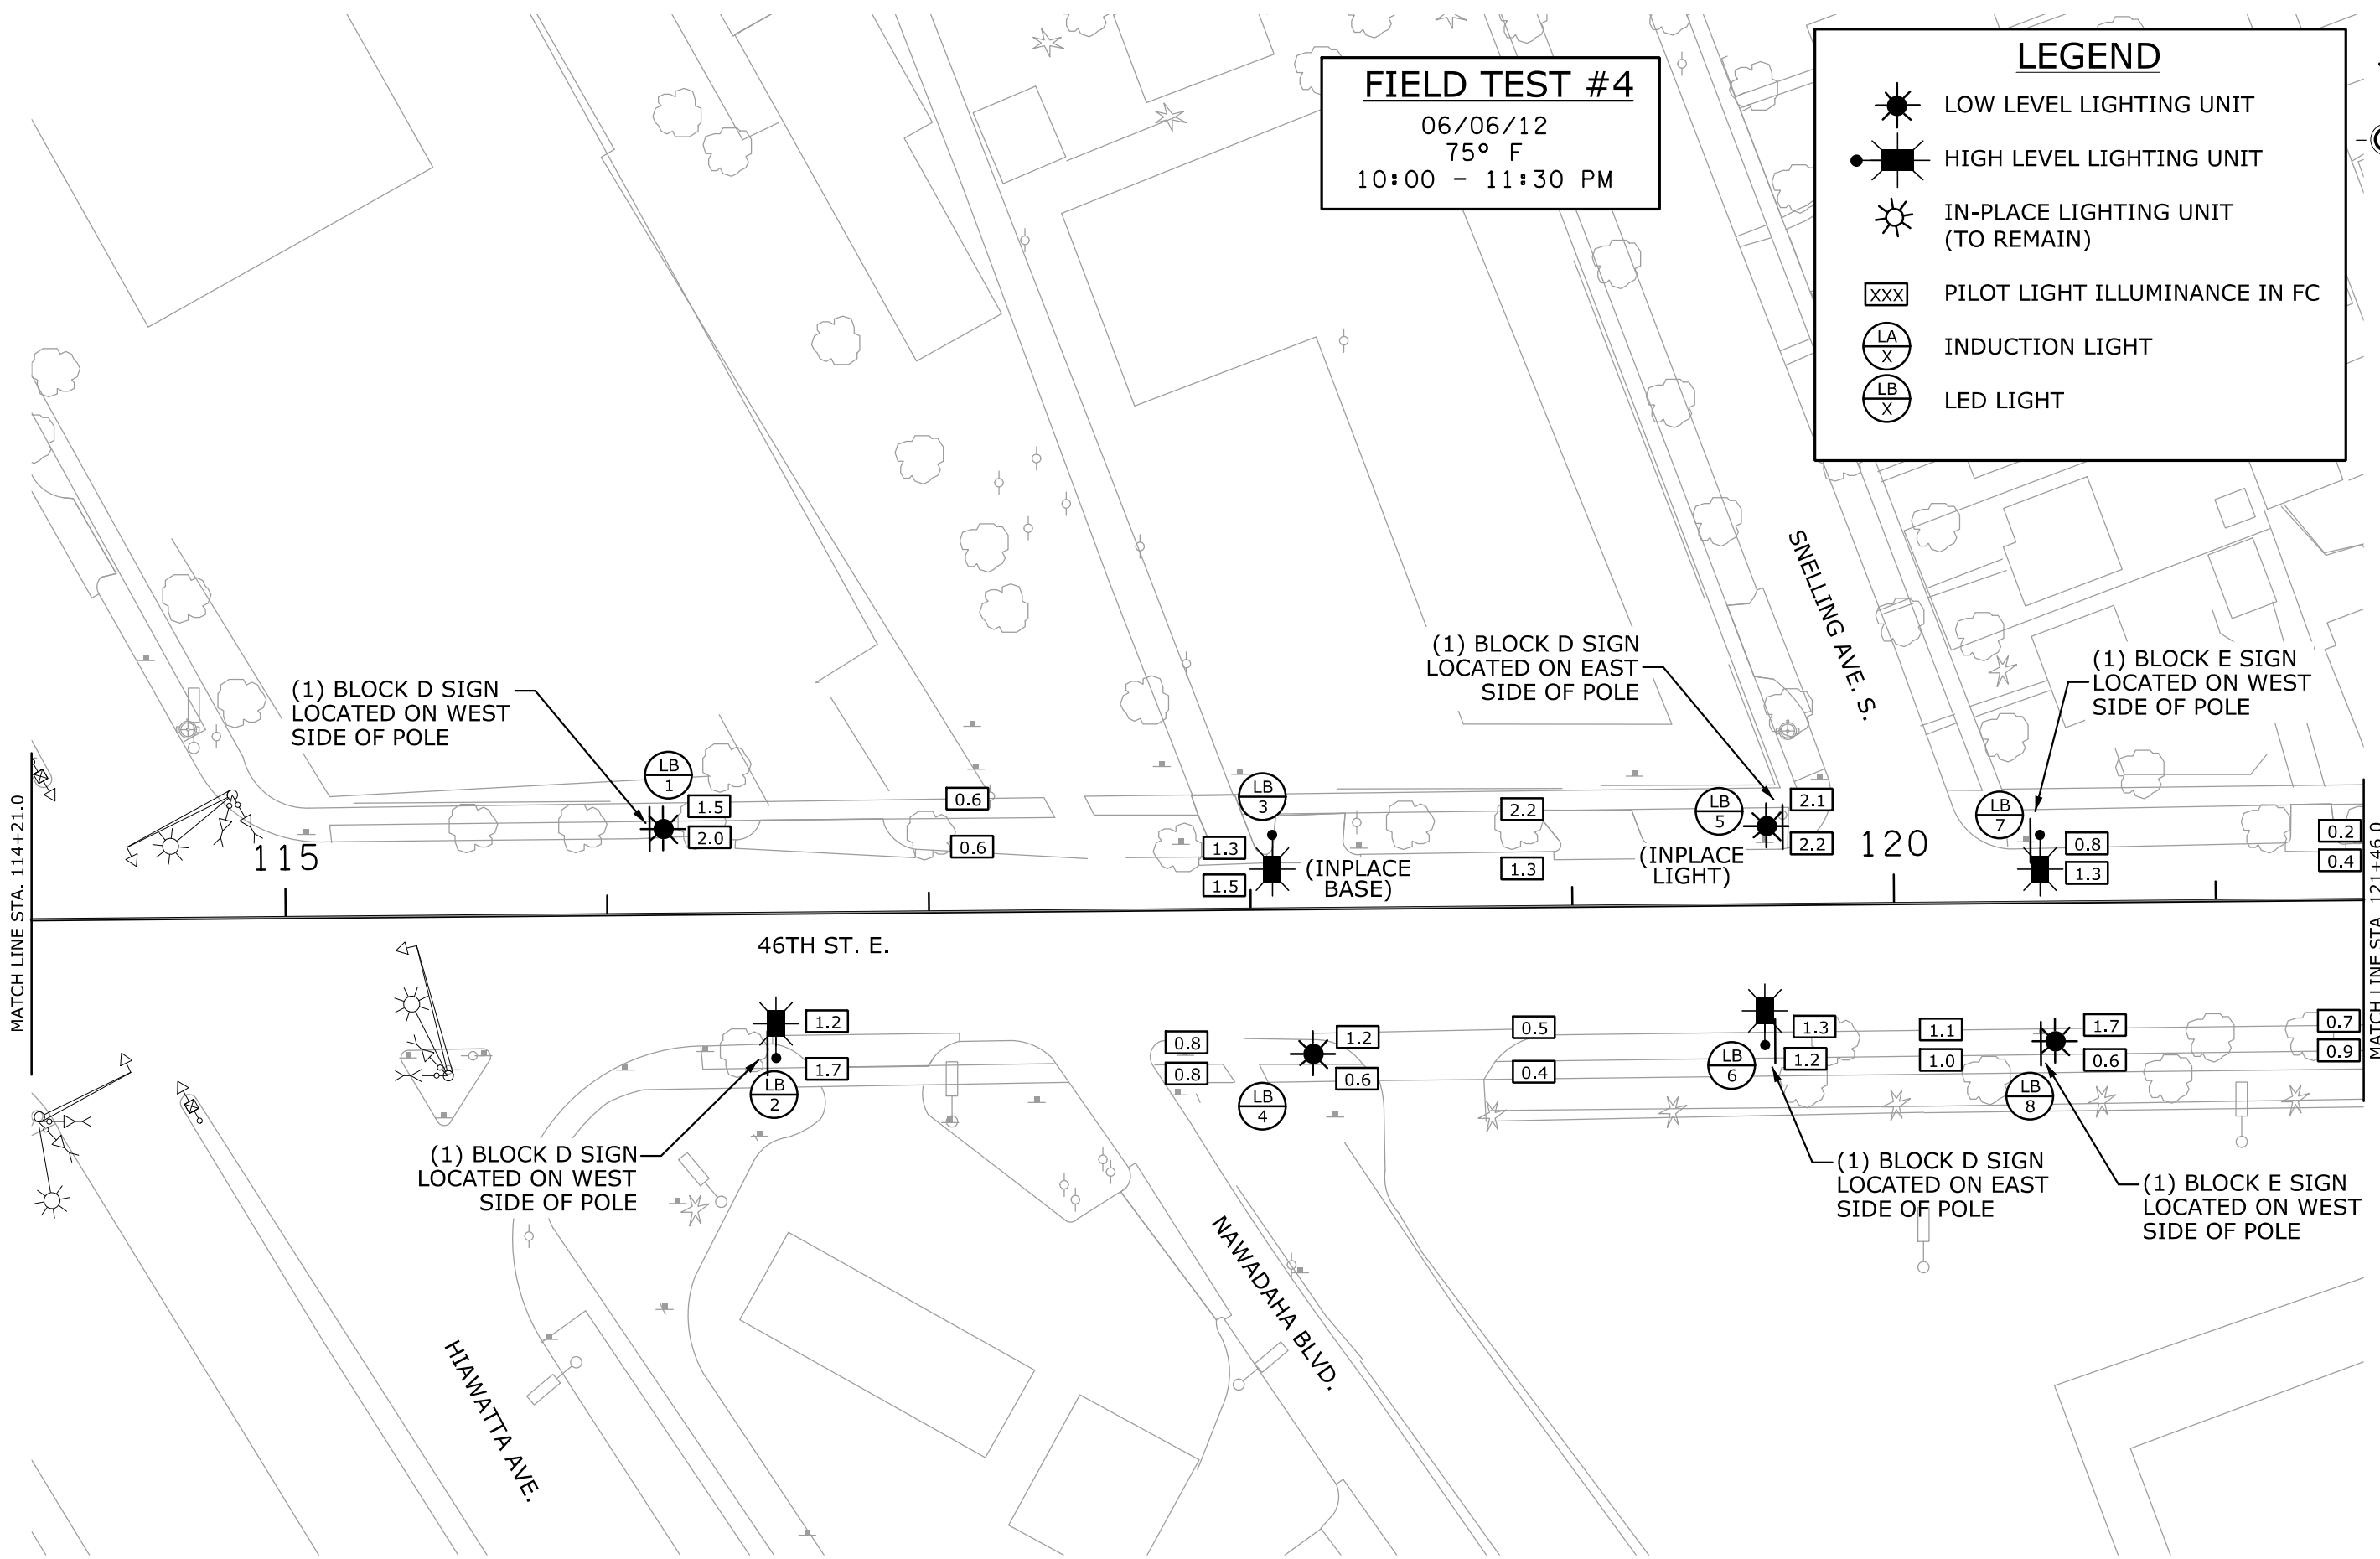 FIELD TEST #4
06/06/12
75° F
10:00 - 11:30 PM
LEGEND
LOW LEVEL LIGHTING UNIT
HIGH LEVEL LIGHTING UNIT
IN-PLACE LIGHTING UNIT
(TO REMAIN)
XXX PILOT LIGHT ILLUMINANCE IN FC
LA
X
INDUCTION LIGHT
LB
X
LED LIGHT
SNELLING AVE. S.
(1) BLOCK D SIGN
LOCATED ON EAST
SIDE OF POLE
(1) BLOCK E SIGN
LOCATED ON WEST
SIDE OF POLE
(1) BLOCK D SIGN
LOCATED ON WEST
SIDE OF POLE
LB
1
1.5
2.0
0.6
0.6
LB
3
1.3
1.5
(INPLACE
BASE)
2.2
1.3
LB
5
(INPLACE
LIGHT)
2.1
2.2
LB
7
0.8
1.3
0.2
0.4
115
120
MATCH LINE STA. 114+21.0
MATCH LINE STA. 121+46.0
46TH ST. E.
1.2
1.7
LB
2
0.8
0.8
LB
4
1.2
0.6
0.5
0.4
LB
6
1.3
1.2
1.1
1.0
LB
8
1.7
0.6
0.7
0.9
(1) BLOCK D SIGN
LOCATED ON WEST
SIDE OF POLE
(1) BLOCK D SIGN
LOCATED ON EAST
SIDE OF POLE
(1) BLOCK E SIGN
LOCATED ON WEST
SIDE OF POLE
NAWADAHA BLVD.
HIAWATTA AVE.